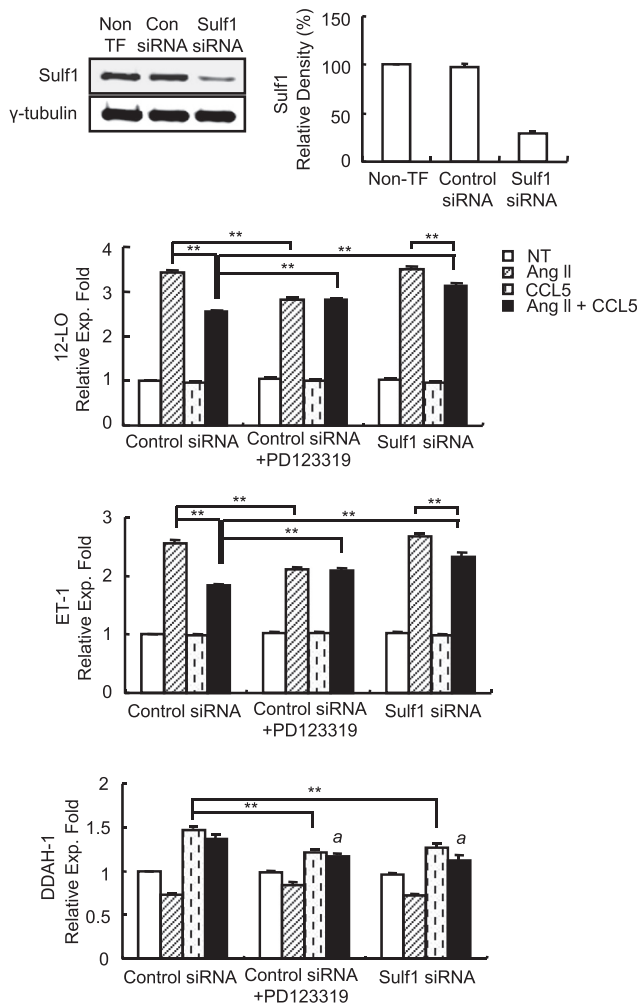 Non Con Sulf1
TF siRNA siRNA
Sulf1
γ-tubulin
Sulf1
Relative Density (%)
150
100
50
0
Non-TF Control Sulf1
siRNA siRNA
12-LO
Relative Exp. Fold
4
3
2
1
0
**
**
**
**
**
NT
Ang II
CCL5
Ang II + CCL5
Control siRNA Control siRNA Sulf1 siRNA
+PD123319
ET-1
Relative Exp. Fold
3
2
1
0
**
**
**
**
**
Control siRNA Control siRNA Sulf1 siRNA
+PD123319
DDAH-1
Relative Exp. Fold
2
1.5
1
0.5
0
**
**
a
a
Control siRNA Control siRNA Sulf1 siRNA
+PD123319